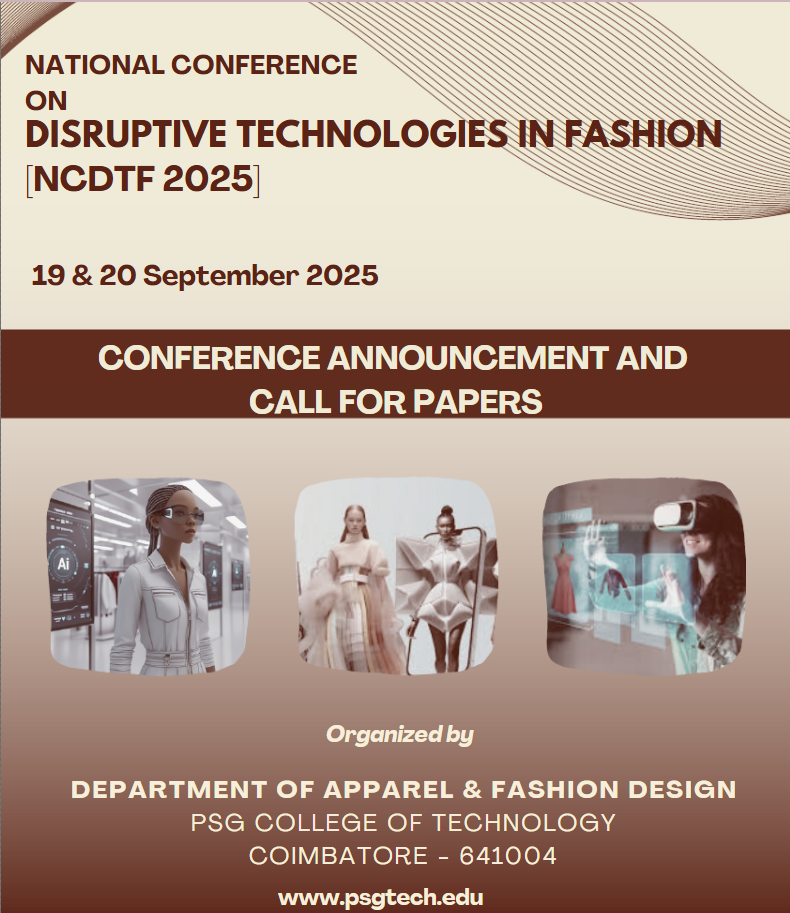 NATIONAL CONFERENCE
ON
DISRUPTIVE TECHNOLOGIES IN FASHION
[NCDTF 2025]
19 & 20 September 2025
CONFERENCE ANNOUNCEMENT AND
CALL FOR PAPERS
Ai
Organized by
DEPARTMENT OF APPAREL & FASHION DESIGN
PSG COLLEGE OF TECHNOLOGY
COIMBATORE - 641004
www.psgtech.edu